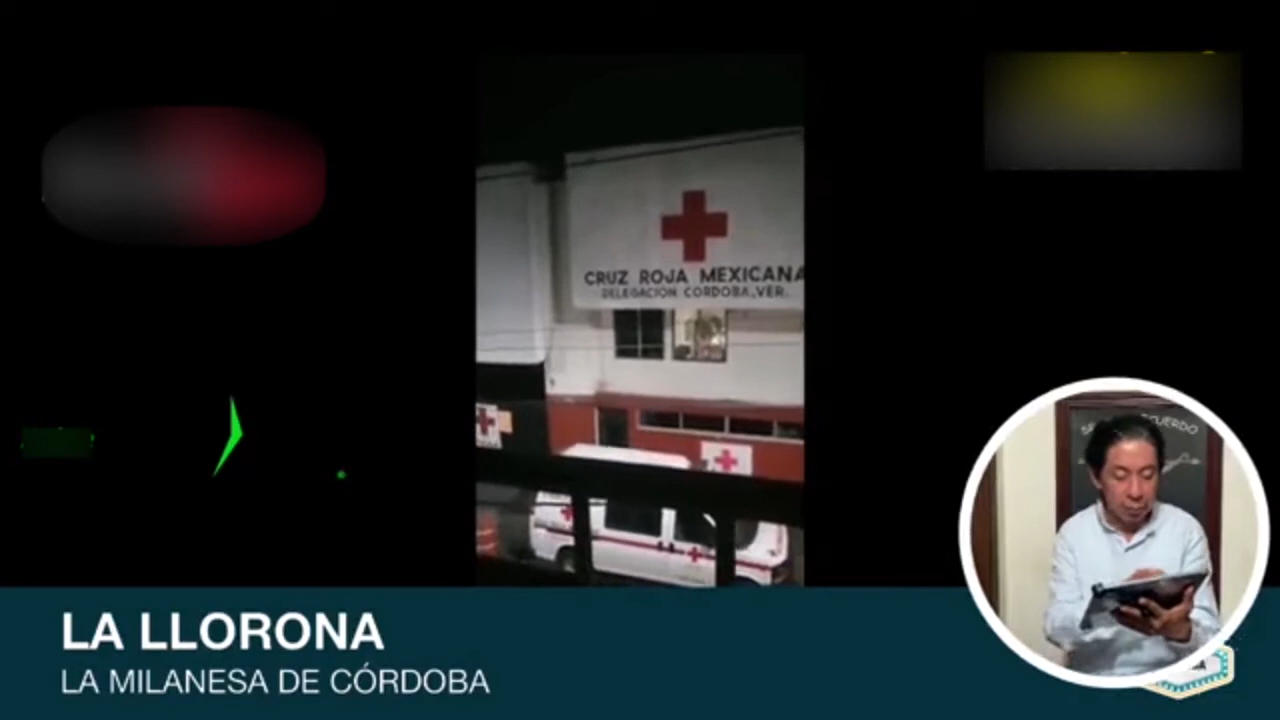 CRUZ ROJA MEXICANA
DELEGACION CORDOBA,VER.
LA LLORONA
LA MILANESA DE CÓRDOBA